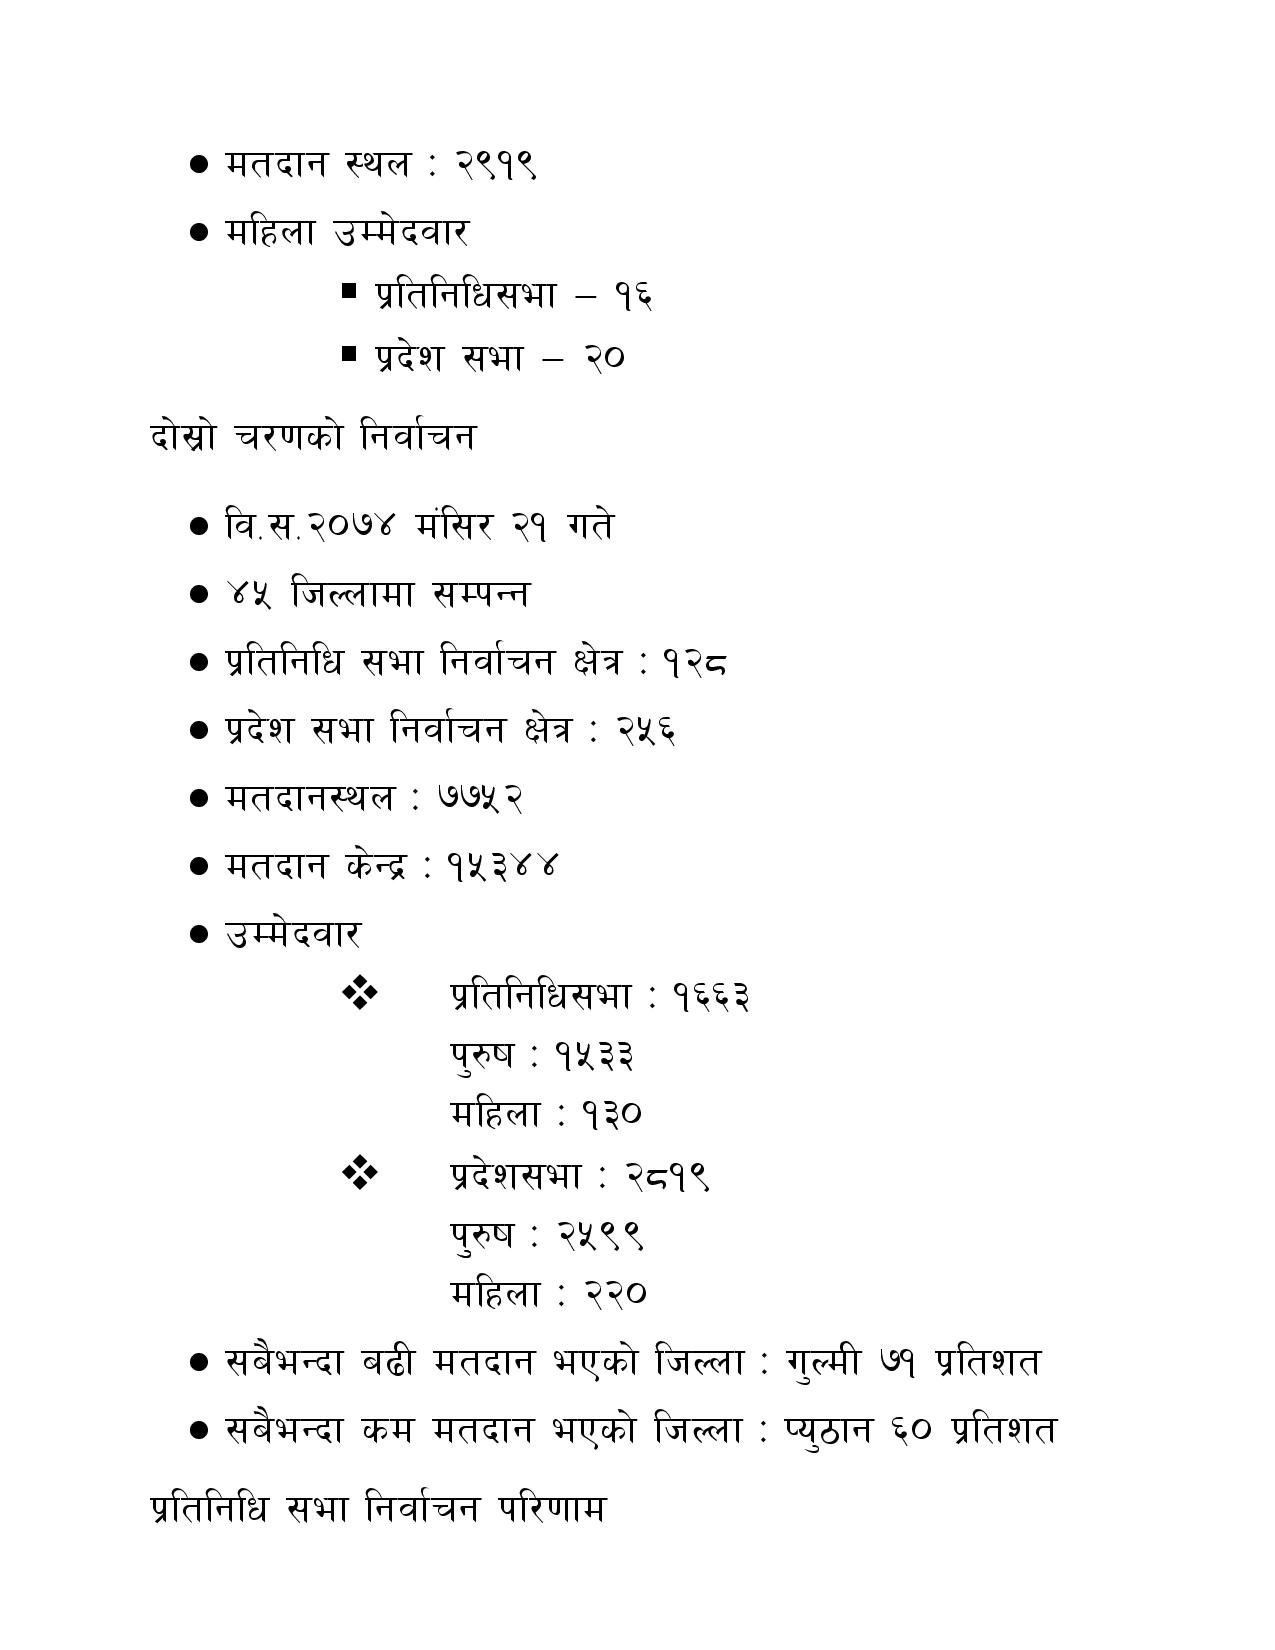 ● मतदान स्थल : २९१९
● महिला उम्मेदवार
▪ प्रतिनिधिसभा – १६
▪ प्रदेश सभा – २०
दोस्रो चरणको निर्वाचन
● वि.स.२०७४ मंसिर २१ गते
● ४५ जिल्लामा सम्पन्न
● प्रतिनिधि सभा निर्वाचन क्षेत्र : १२८
● प्रदेश सभा निर्वाचन क्षेत्र : २५६
● मतदानस्थल : ७७५२
● मतदान केन्द्र : १५३४४
● उम्मेदवार
❖ प्रतिनिधिसभा : १६६३
पुरुष : १५३३
महिला : १३०
❖ प्रदेशसभा : २८१९
पुरुष : २५९९
महिला : २२०
● सबैभन्दा बढी मतदान भएको जिल्ला : गुल्मी ७१ प्रतिशत
● सबैभन्दा कम मतदान भएको जिल्ला : प्युठान ६० प्रतिशत
प्रतिनिधि सभा निर्वाचन परिणाम